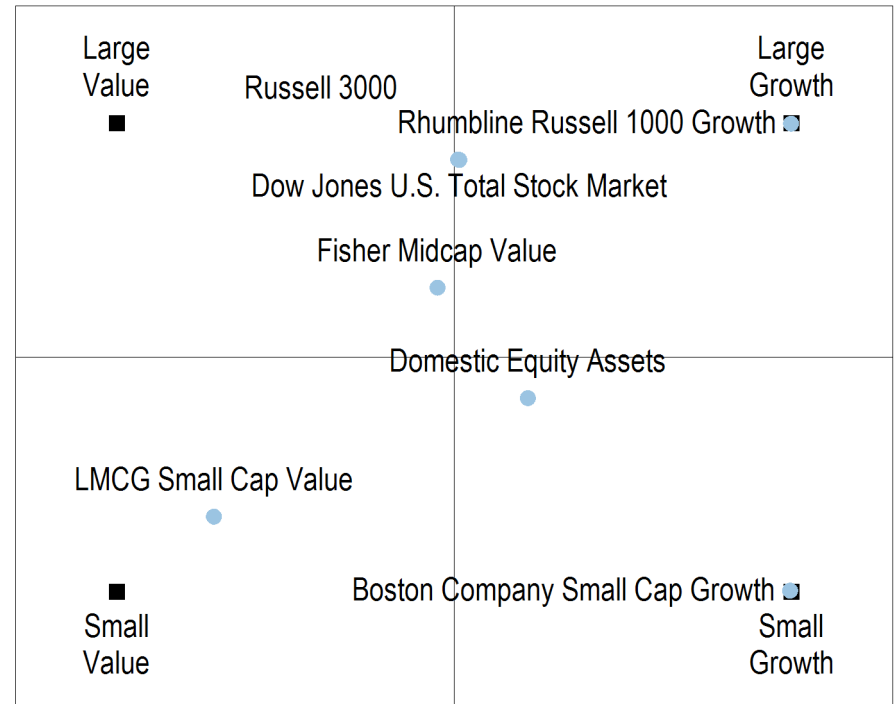 Large
Value
Large
Growth
Russell 3000
Rhumbline Russell 1000 Growth
Dow Jones U.S. Total Stock Market
Fisher Midcap Value
Domestic Equity Assets
LMCG Small Cap Value
Boston Company Small Cap Growth
Small
Value
Small
Growth